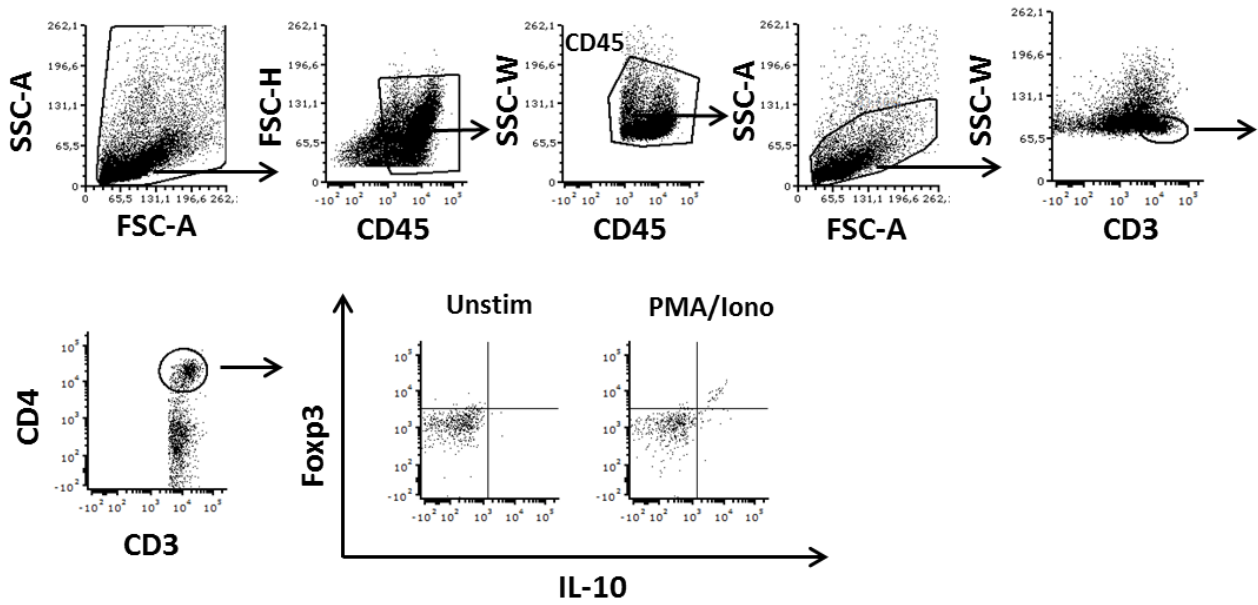 262,1
196,6
131,1
65,5
0
SSC-A
0 65,5 131,1 196,6 262,:
FSC-A
262,1
196,6
131,1
65,5
0
FSC-H
-10² 10² 10³ 10⁴ 10⁵
CD45
262,1
196,6
131,1
65,5
0
SSC-W
CD45
-10² 10² 10³ 10⁴ 10⁵
CD45
262,1
196,6
131,1
65,5
0
SSC-A
0 65,5 131,1 196,6 262,:
FSC-A
262,1
196,6
131,1
65,5
0
SSC-W
-10² 10² 10³ 10⁴ 10⁵
CD3
10⁵
10⁴
10³
10²
-10²
CD4
-10² 10² 10³ 10⁴ 10⁵
CD3
Foxp3
Unstim
10⁵
10⁴
10³
10²
-10²
-10² 10² 10³ 10⁴ 10⁵
PMA/Iono
10⁵
10⁴
10³
10²
-10²
-10² 10² 10³ 10⁴ 10⁵
IL-10